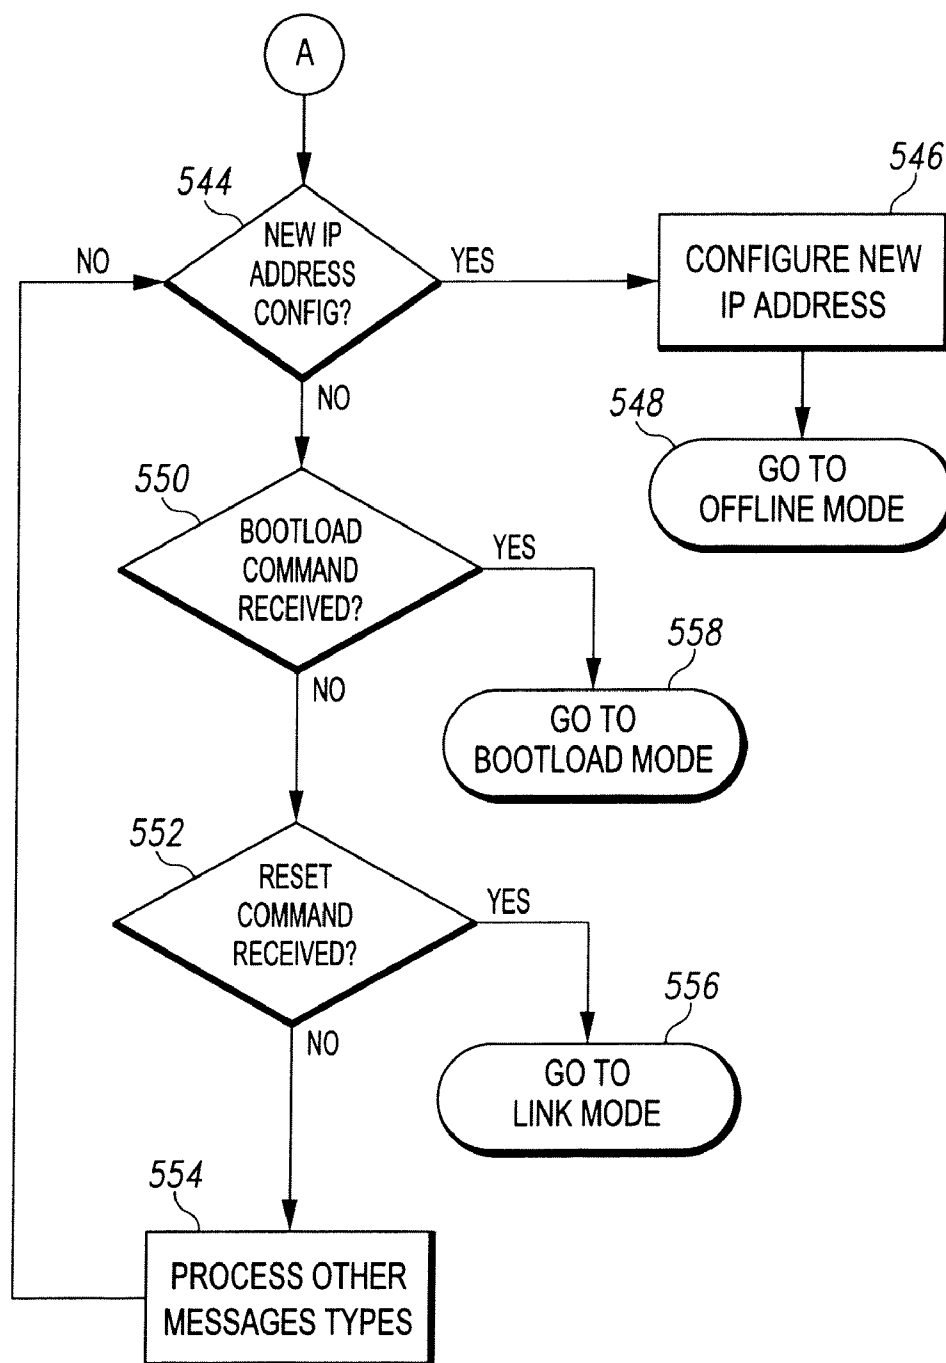 A
544
NEW IP
ADDRESS
CONFIG?
NO
YES
546
CONFIGURE NEW
IP ADDRESS
NO
548
GO TO
OFFLINE MODE
550
BOOTLOAD
COMMAND
RECEIVED?
YES
NO
558
GO TO
BOOTLOAD MODE
552
RESET
COMMAND
RECEIVED?
YES
NO
556
GO TO
LINK MODE
554
PROCESS OTHER
MESSAGES TYPES